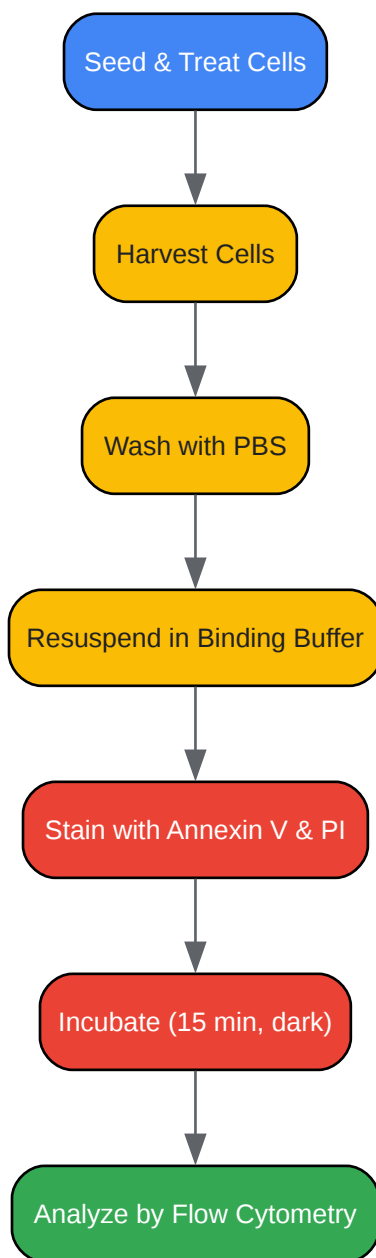 Seed & Treat Cells
Harvest Cells
Wash with PBS
Resuspend in Binding Buffer
Stain with Annexin V & PI
Incubate (15 min, dark)
Analyze by Flow Cytometry